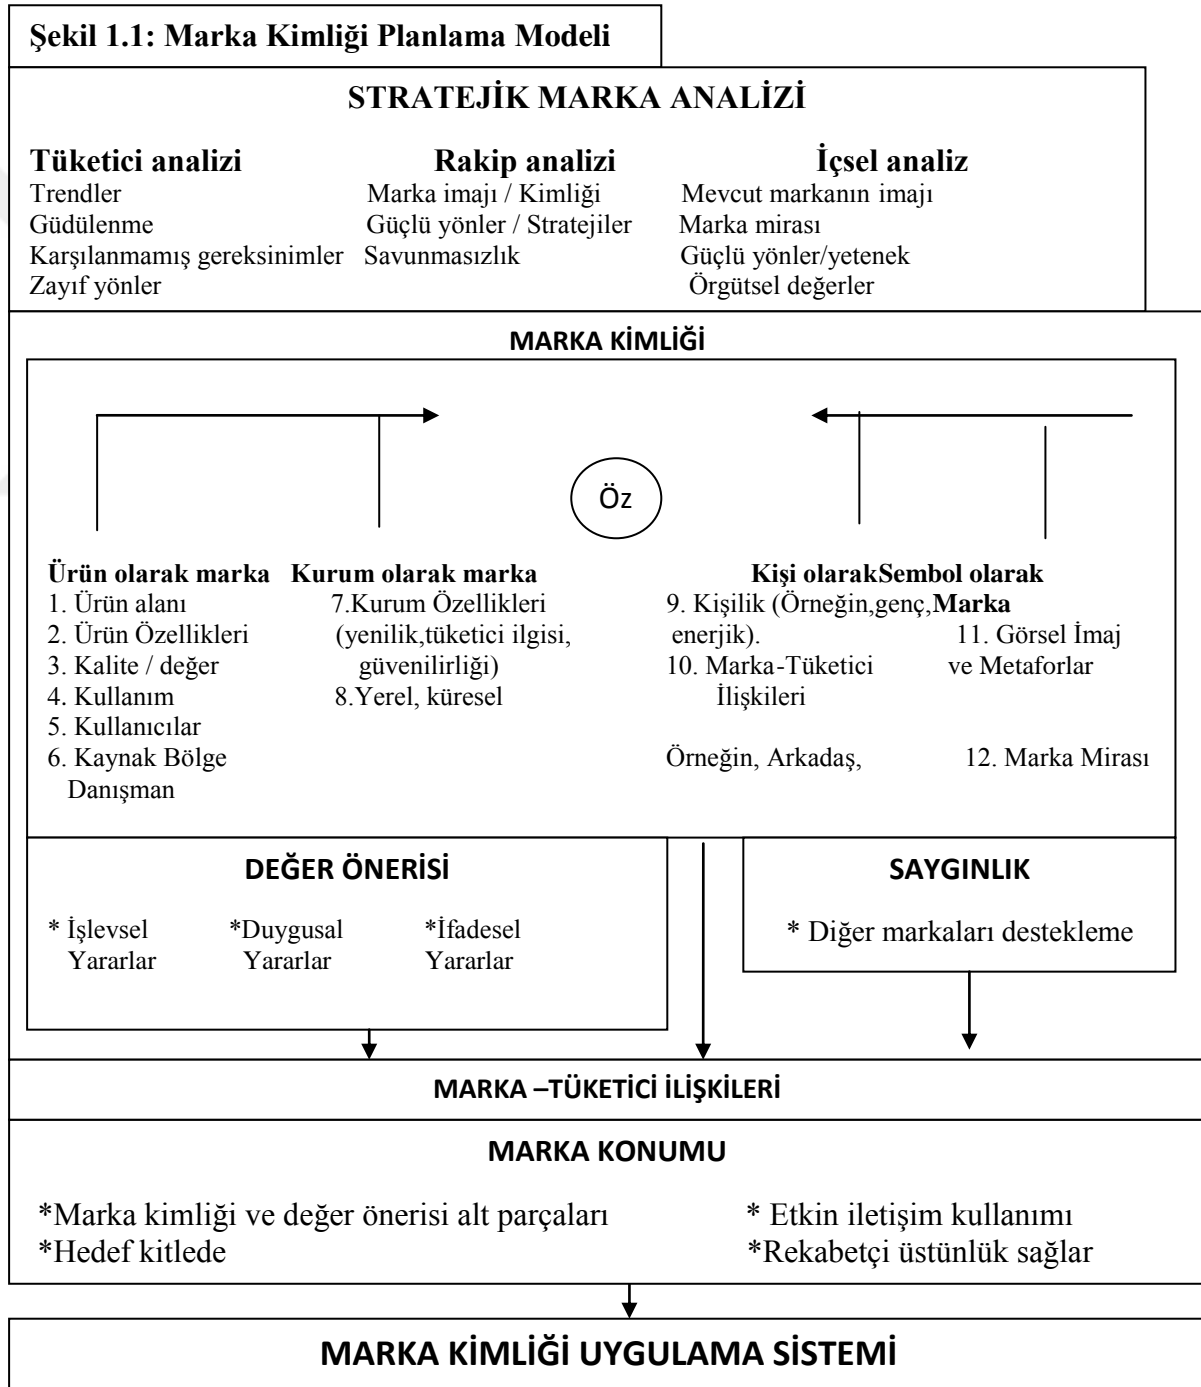 Şekil 1.1: Marka Kimliği Planlama Modeli
STRATEJİK MARKA ANALİZİ
Tüketici analizi Rakip analizi İçsel analiz
Trendler Marka imajı / Kimliği Mevcut markanın imajı
Güdülenme Güçlü yönler / Stratejiler Marka mirası
Karşılanmamış gereksinimler Savunmasızlık Güçlü yönler/yetenek
Zayıf yönler Örgütsel değerler
MARKA KİMLİĞİ
Öz
Ürün olarak marka Kurum olarak marka Kişi olarakSembol olarak
1. Ürün alanı 7.Kurum Özellikleri 9. Kişilik (Örneğin,genç,Marka
2. Ürün Özellikleri (yenilik,tüketici ilgisi, enerjik). 11. Görsel İmaj
3. Kalite / değer güvenilirliği) 10. Marka-Tüketici ve Metaforlar
4. Kullanım 8.Yerel, küresel İlişkileri
5. Kullanıcılar
6. Kaynak Bölge Örneğin, Arkadaş, 12. Marka Mirası
Danışman
DEĞER ÖNERİSİ SAYGINLIK
* İşlevsel *Duygusal *İfadesel * Diğer markaları destekleme
Yararlar Yararlar Yararlar
MARKA –TÜKETİCİ İLİŞKİLERİ
MARKA KONUMU
*Marka kimliği ve değer önerisi alt parçaları * Etkin iletişim kullanımı
*Hedef kitlede *Rekabetçi üstünlük sağlar
MARKA KİMLİĞİ UYGULAMA SİSTEMİ